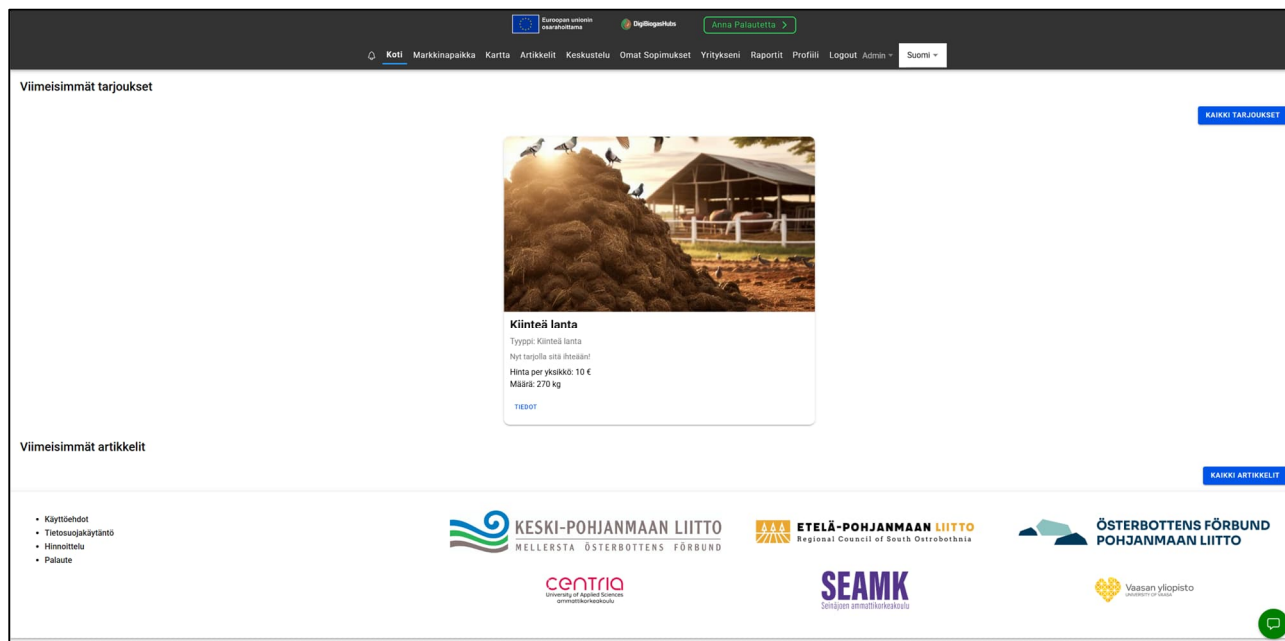 Euroopan unionin
osarahoittama
DigiBiogasHubs
Anna Palautetta
Koti Markkinapaikka Kartta Artikkelit Keskustelu Omat Sopimukset Yritykseni Raportit Profiili Logout Admin Suomi
Viimeisimmät tarjoukset
KAIKKI TARJOUKSET
Kiinteä lanta
Tyyppi: Kiinteä lanta
Nyt tarjolla sitä ihteään!
Hinta per yksikkö: 10 €
Määrä: 270 kg
TIEDOT
Viimeisimmät artikkelit
KAIKKI ARTIKKELIT
Käyttöehdot
Tietosuojakäytäntö
Hinnoittelu
Palaute
KESKI-POHJANMAAN LIITTO
MELLERSTA ÖSTERBOTTENS FÖRBUND
ETELÄ-POHJANMAAN LIITTO
Regional Council of South Ostrobothnia
ÖSTERBOTTENS FÖRBUND
POHJANMAAN LIITTO
centria
University of Applied Sciences
ammattikorkeakoulu
SEAMK
Seinäjoen ammattikorkeakoulu
Vaasan yliopisto
UNIVERSITY OF VAASA